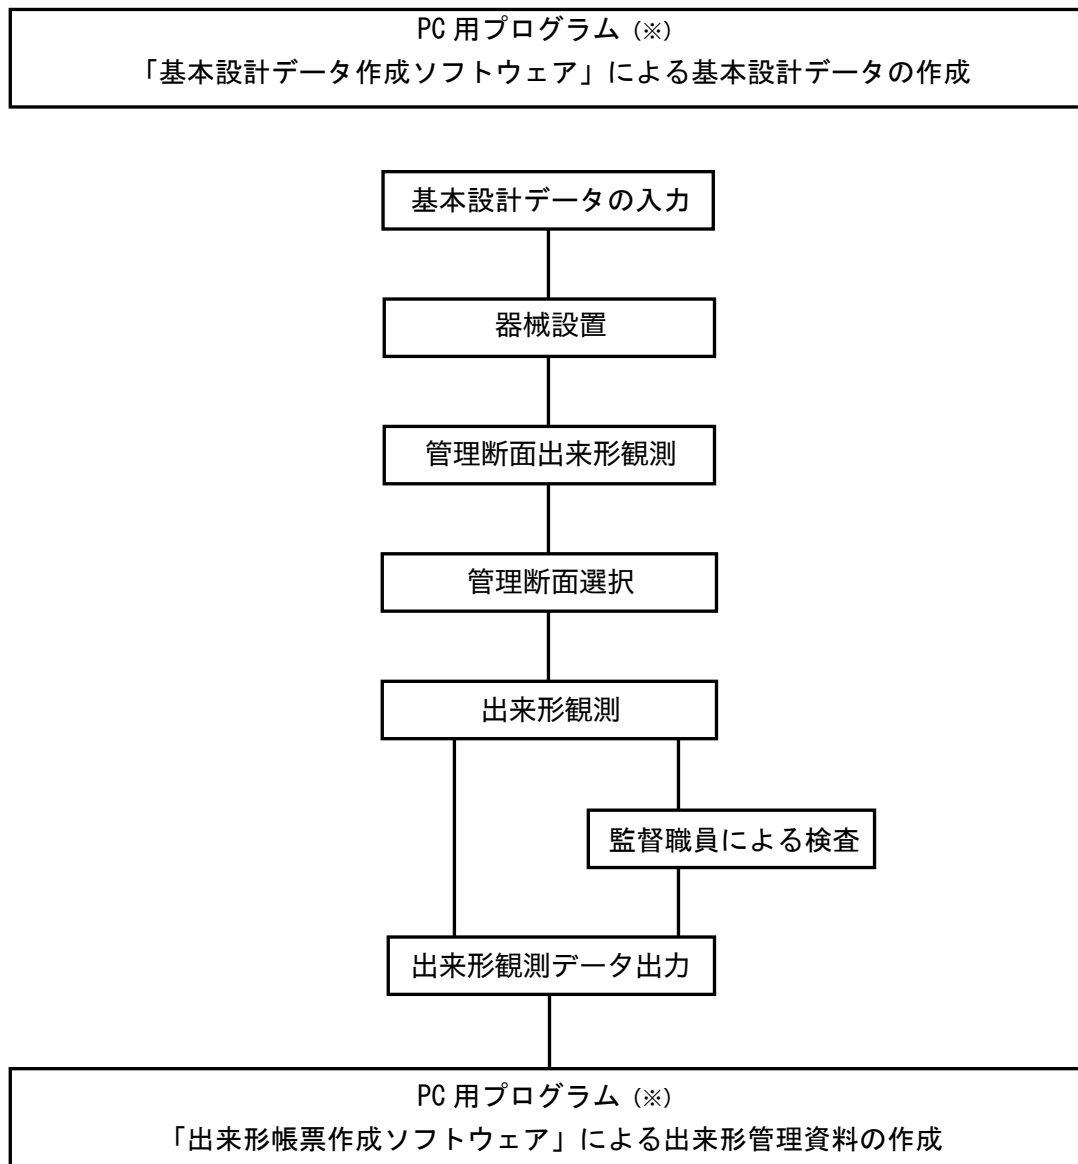 PC用プログラム（※）
「基本設計データ作成ソフトウェア」による基本設計データの作成
基本設計データの入力
器械設置
管理断面出来形観測
管理断面選択
出来形観測
監督職員による検査
出来形観測データ出力
PC用プログラム（※）
「出来形帳票作成ソフトウェア」による出来形管理資料の作成